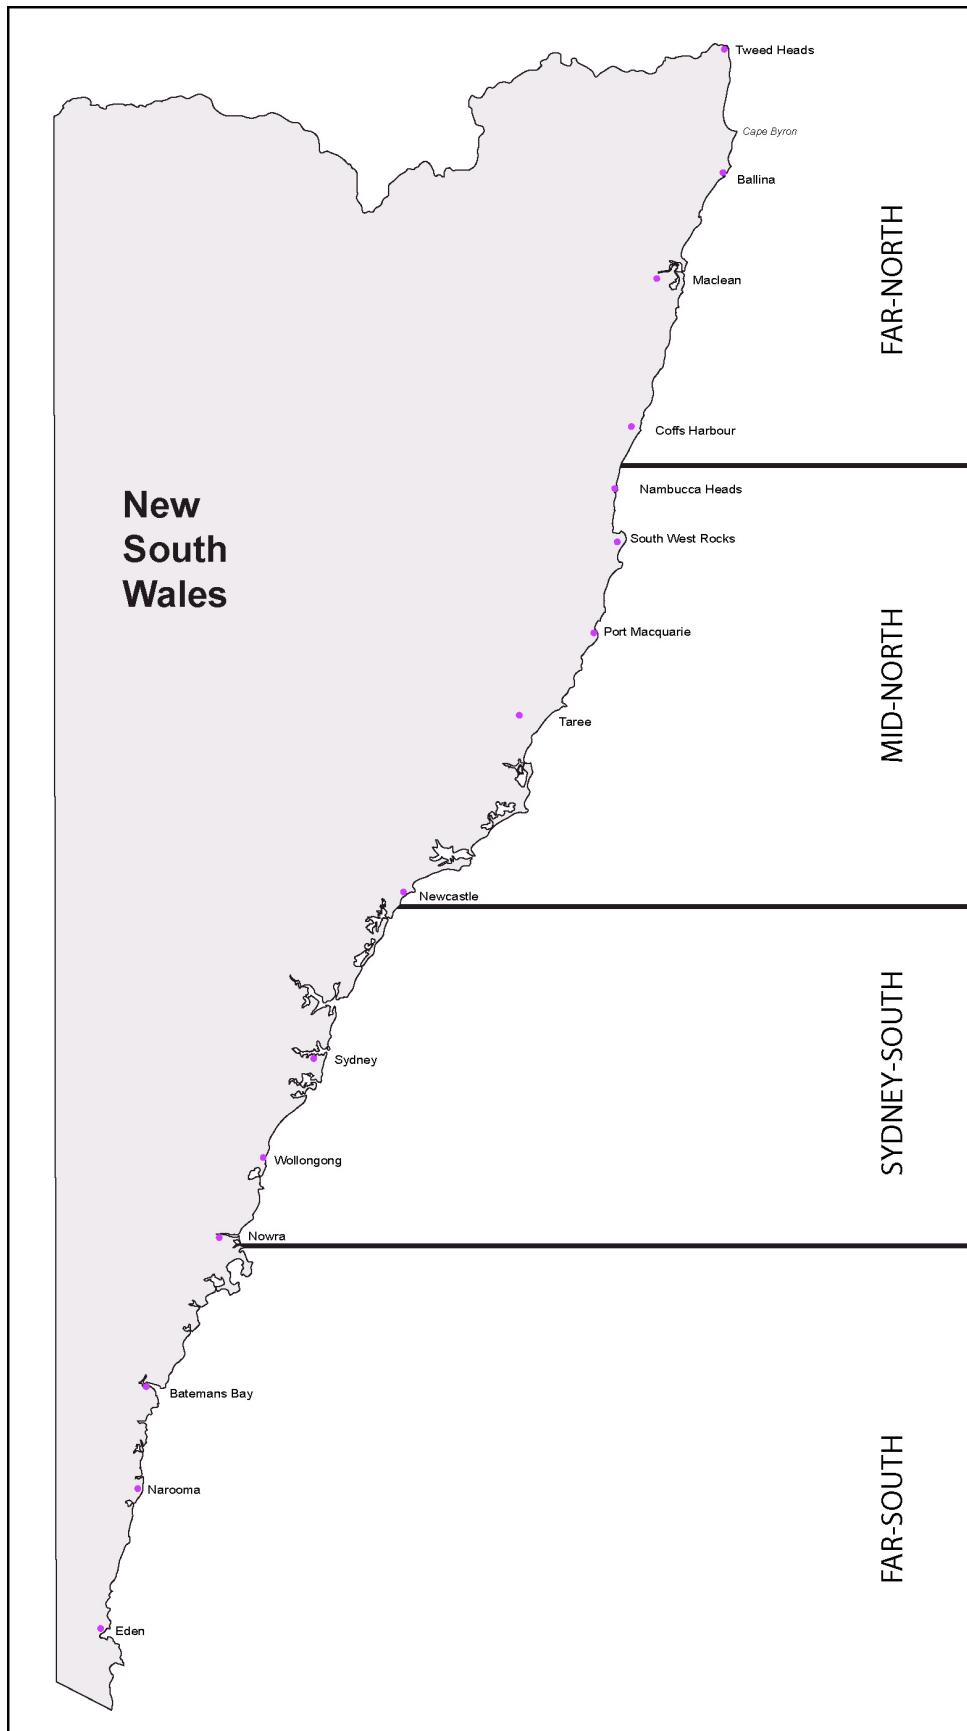 Tweed Heads
Cape Byron
Ballina
FAR-NORTH
Maclean
Coffs Harbour
New
South
Wales
Nambucca Heads
South West Rocks
Port Macquarie
MID-NORTH
Taree
Newcastle
SYDNEY-SOUTH
Sydney
Wollongong
Nowra
Batemans Bay
Narooma
FAR-SOUTH
Eden